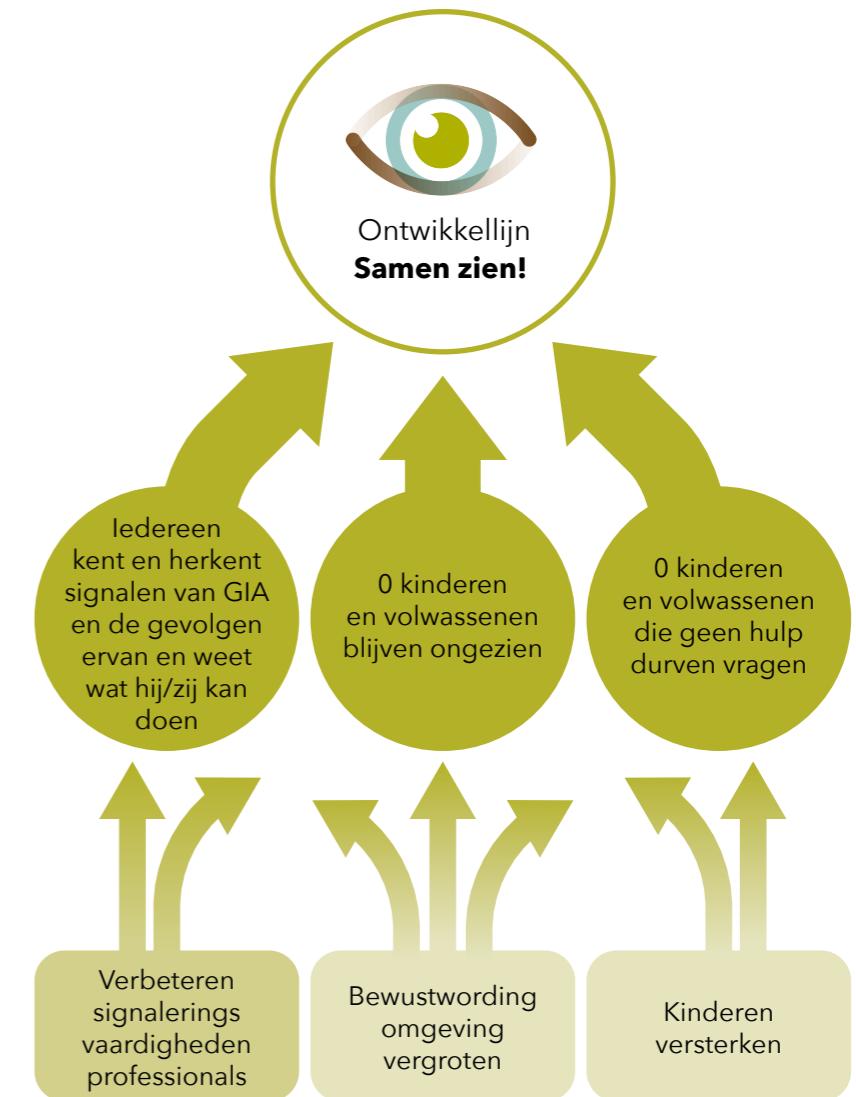 Ontwikkellijn
Samen zien!
Iedereen
kent en herkent
signalen van GIA
en de gevolgen
ervan en weet
wat hij/zij kan
doen
0 kinderen
en volwassenen
blijven ongezien
0 kinderen
en volwassenen
die geen hulp
durven vragen
Verbeteren
signalerings
vaardigheden
professionals
Bewustwording
omgeving
vergroten
Kinderen
versterken